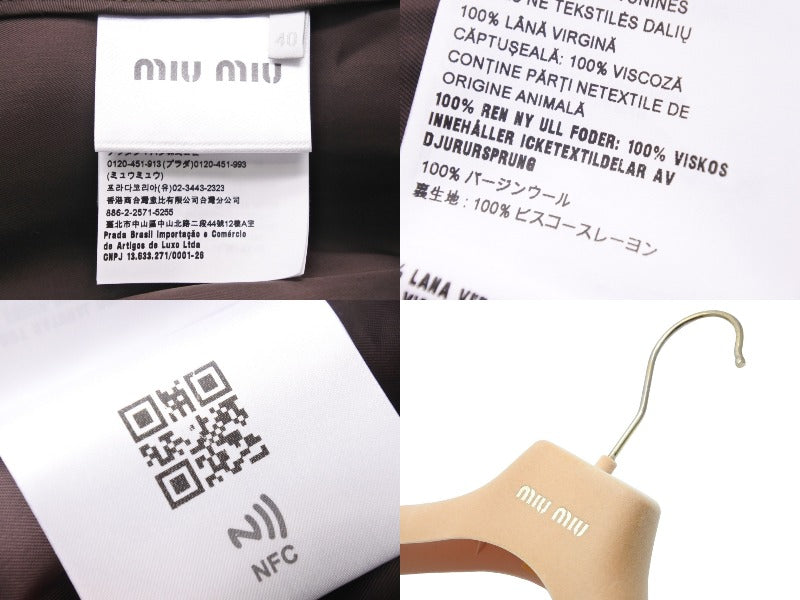 40
miu miu
0120-451-913(プラダ)0120-451-993
(ミュウミュウ)
프라다코리아(유)02-3443-2323
香港商台灣意比有限公司台灣分公司
886-2-2571-5255
臺北市中山區中山北路二段44號12樓A室
Prada Brasil Importação e Comércio
de Artigos de Luxo Ltda
CNPJ 13.633.271/0001-26
NE TEKSTILĖS DALIŲ
100% LÂNĂ VIRGINĂ
CĂPTUȘEALĂ: 100% VISCOZĂ
CONȚINE PĂRȚI NETEXTILE DE
ORIGINE ANIMALĂ
100% REN NY ULL FODER: 100% VISKOS
INNEHÅLLER ICKETEXTILDELAR AV
DJURURSPRUNG
100% バージンウール
裏生地:100% ビスコースレーヨン
LANA
NFC
miu miu